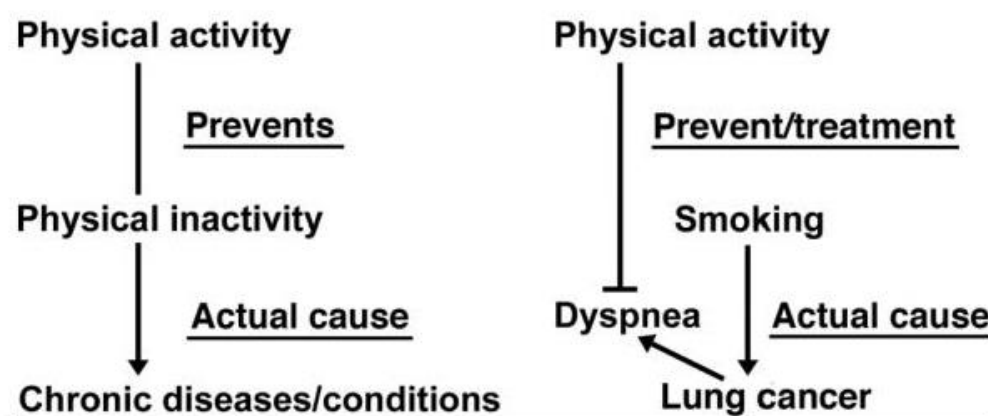 Physical activity
Prevents
Physical inactivity
Actual cause
Chronic diseases/conditions
Physical activity
Prevent/treatment
Smoking
Dyspnea
Actual cause
Lung cancer